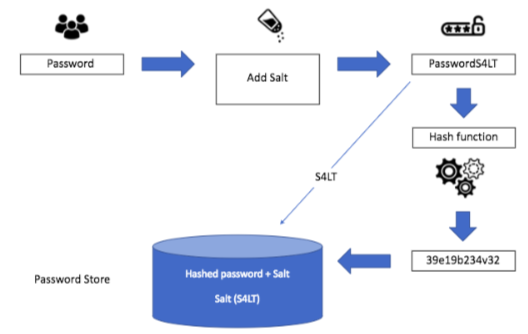 Password
Add Salt
PasswordS4LT
Hash function
S4LT
39e19b234v32
Hashed password + Salt
Salt (S4LT)
Password Store